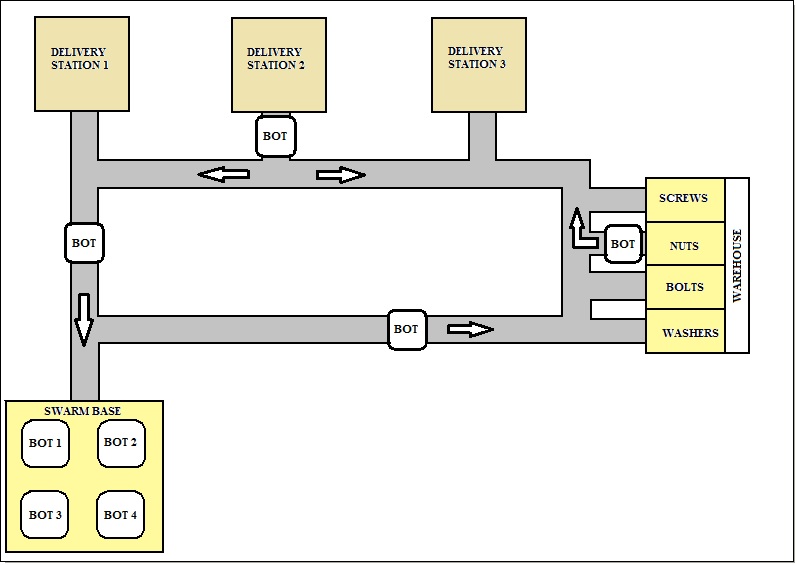 DELIVERY
STATION 1
DELIVERY
STATION 2
DELIVERY
STATION 3
BOT
SCREWS
BOT
BOT
NUTS
WAREHOUSE
BOLTS
BOT
WASHERS
SWARM BASE
BOT 1
BOT 2
BOT 3
BOT 4